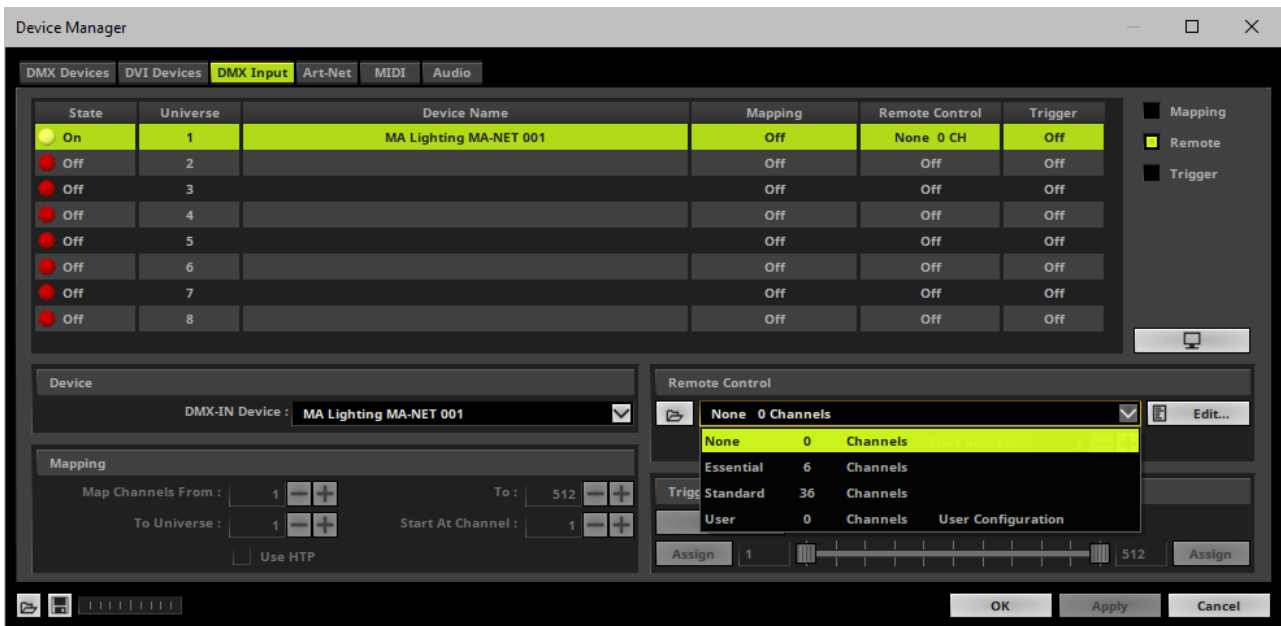 Device Manager
DMX Devices DVI Devices DMX Input Art-Net MIDI Audio
State Universe Device Name Mapping Remote Control Trigger
On 1 MA Lighting MA-NET 001 Off None 0 CH Off
Off 2 Off Off Off
Off 3 Off Off Off
Off 4 Off Off Off
Off 5 Off Off Off
Off 6 Off Off Off
Off 7 Off Off Off
Off 8 Off Off Off
Mapping
Remote
Trigger
Device
DMX-IN Device : MA Lighting MA-NET 001
Mapping
Map Channels From : 1 To : 512
To Universe : 1 Start At Channel : 1
Use HTP
Remote Control
None 0 Channels Edit...
None 0 Channels
Essential 6 Channels
Standard 36 Channels
User 0 Channels User Configuration
Assign 1 512 Assign
OK Apply Cancel